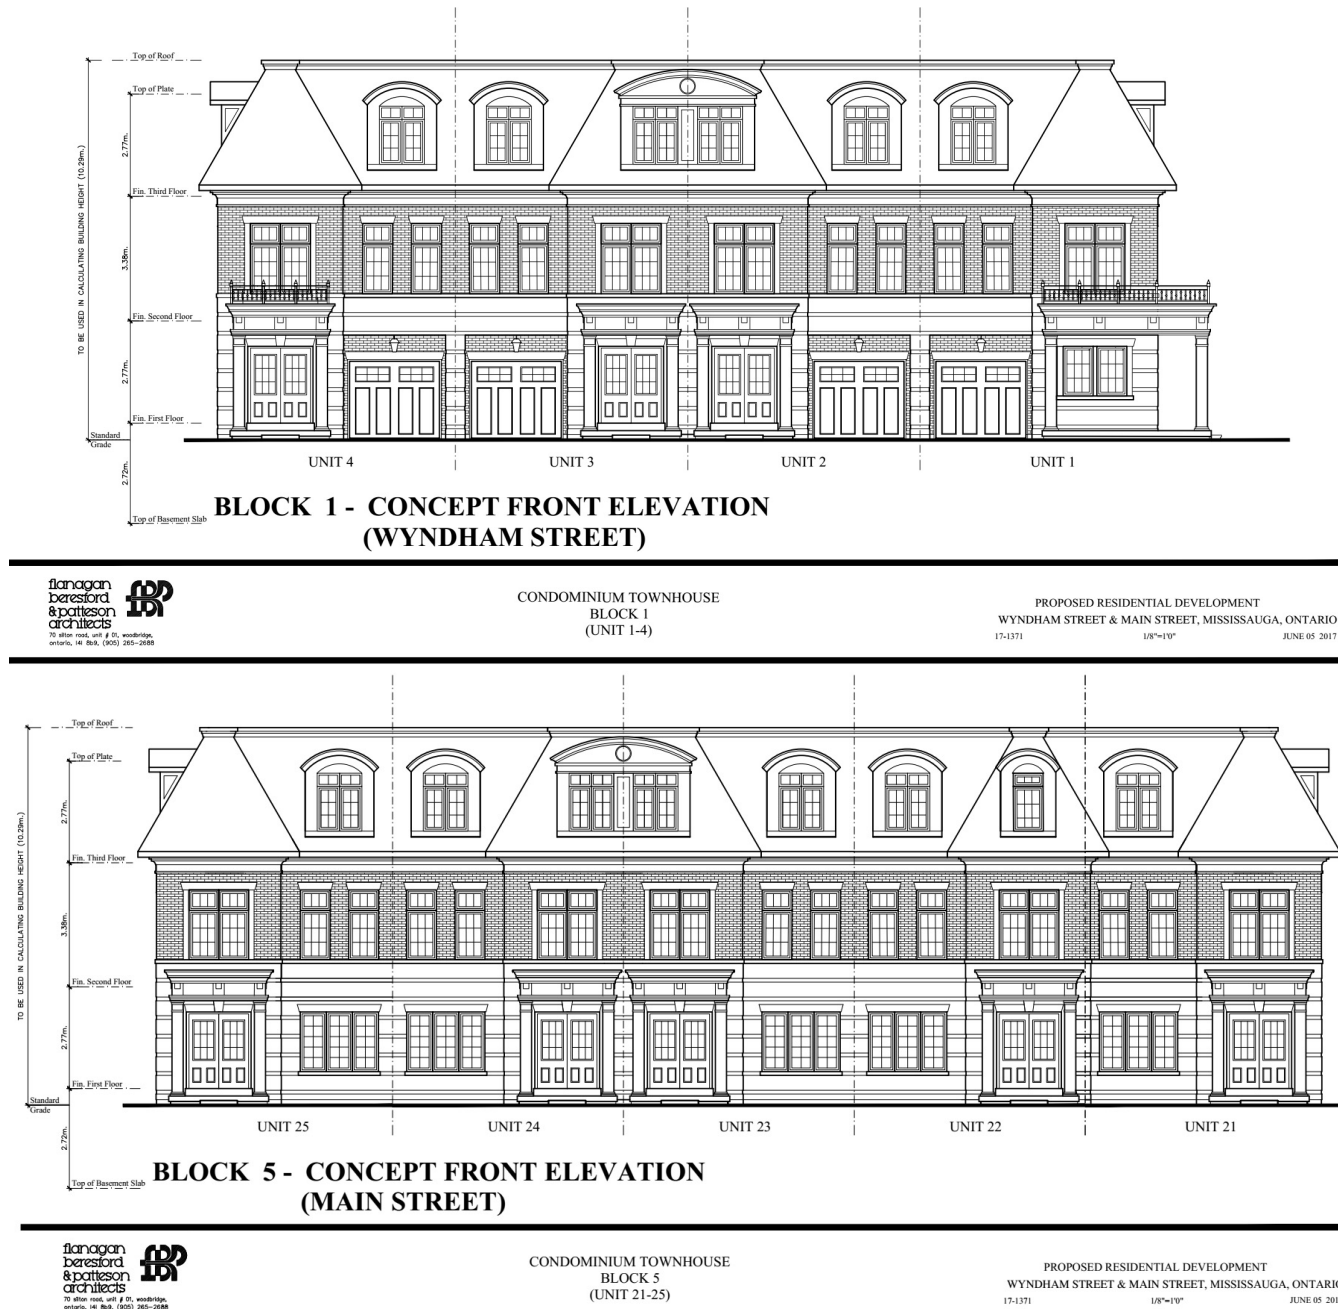 Top of Roof
Top of Plate
2.77m.
Fin. Third Floor
3.38m.
Fin. Second Floor
2.77m.
Fin. First Floor
Standard
Grade
2.72m.
Top of Basement Slab
TO BE USED IN CALCULATING BUILDING HEIGHT (10.29m.)
UNIT 4
UNIT 3
UNIT 2
UNIT 1
BLOCK 1 - CONCEPT FRONT ELEVATION
(WYNDHAM STREET)
flanagan
beresford
& patteson
architects
70 silton road, unit # 01, woodbridge,
ontario, l4l 8b9, (905) 265-2688
FBP
CONDOMINIUM TOWNHOUSE
BLOCK 1
(UNIT 1-4)
PROPOSED RESIDENTIAL DEVELOPMENT
WYNDHAM STREET & MAIN STREET, MISSISSAUGA, ONTARIO
17-1371 1/8"=1'0" JUNE 05 2017
Top of Roof
Top of Plate
2.77m.
Fin. Third Floor
3.38m.
Fin. Second Floor
2.77m.
Fin. First Floor
Standard
Grade
2.72m.
Top of Basement Slab
TO BE USED IN CALCULATING BUILDING HEIGHT (10.29m.)
UNIT 25
UNIT 24
UNIT 23
UNIT 22
UNIT 21
BLOCK 5 - CONCEPT FRONT ELEVATION
(MAIN STREET)
flanagan
beresford
& patteson
architects
70 silton road, unit # 01, woodbridge,
ontario, l4l 8b9, (905) 265-2688
FBP
CONDOMINIUM TOWNHOUSE
BLOCK 5
(UNIT 21-25)
PROPOSED RESIDENTIAL DEVELOPMENT
WYNDHAM STREET & MAIN STREET, MISSISSAUGA, ONTARIO
17-1371 1/8"=1'0" JUNE 05 201